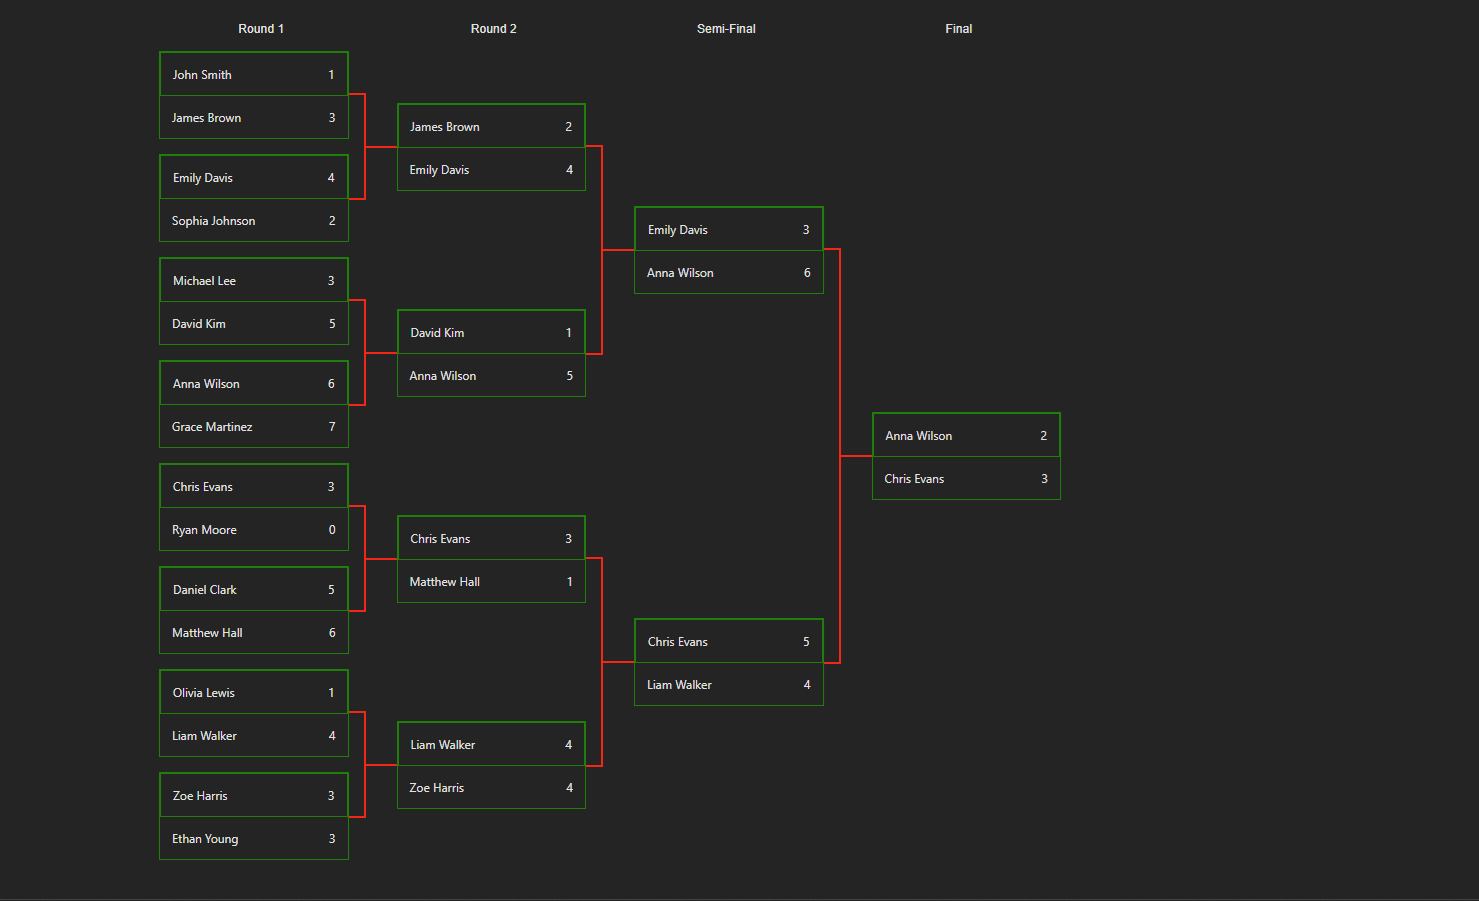 Round 1 Round 2 Semi-Final Final
John Smith 1
James Brown 3
Emily Davis 4
Sophia Johnson 2
Michael Lee 3
David Kim 5
Anna Wilson 6
Grace Martinez 7
Chris Evans 3
Ryan Moore 0
Daniel Clark 5
Matthew Hall 6
Olivia Lewis 1
Liam Walker 4
Zoe Harris 3
Ethan Young 3
James Brown 2
Emily Davis 4
David Kim 1
Anna Wilson 5
Chris Evans 3
Matthew Hall 1
Liam Walker 4
Zoe Harris 4
Emily Davis 3
Anna Wilson 6
Chris Evans 5
Liam Walker 4
Anna Wilson 2
Chris Evans 3